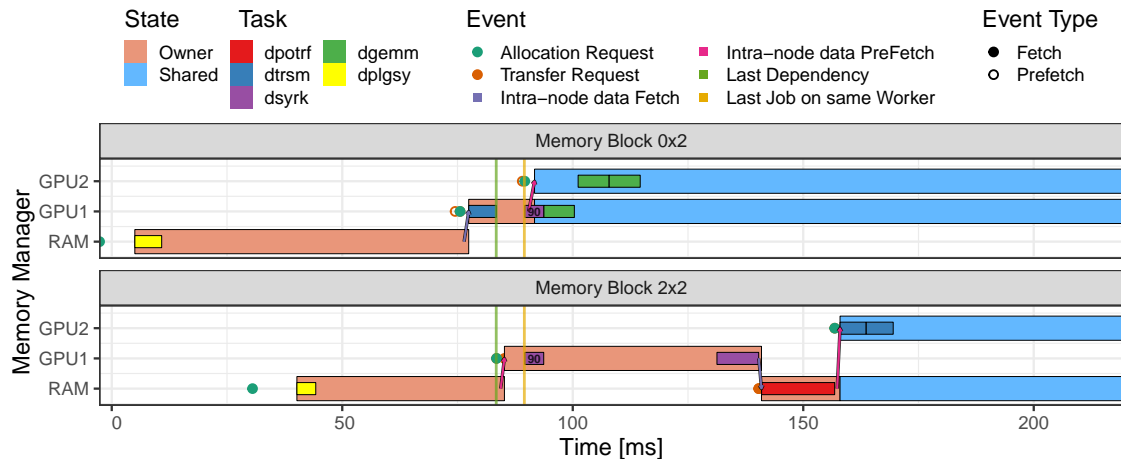 State Task Event Event Type
Owner dpotrf dgemm Allocation Request Intra−node data PreFetch Fetch
Shared dtrsm dplgsy Transfer Request Last Dependency Prefetch
dsyrk Intra−node data Fetch Last Job on same Worker
Memory Block 0x2
GPU2
GPU1 90
RAM
Memory Manager
Memory Block 2x2
GPU2
GPU1 90
RAM
0 50 100 150 200
Time [ms]